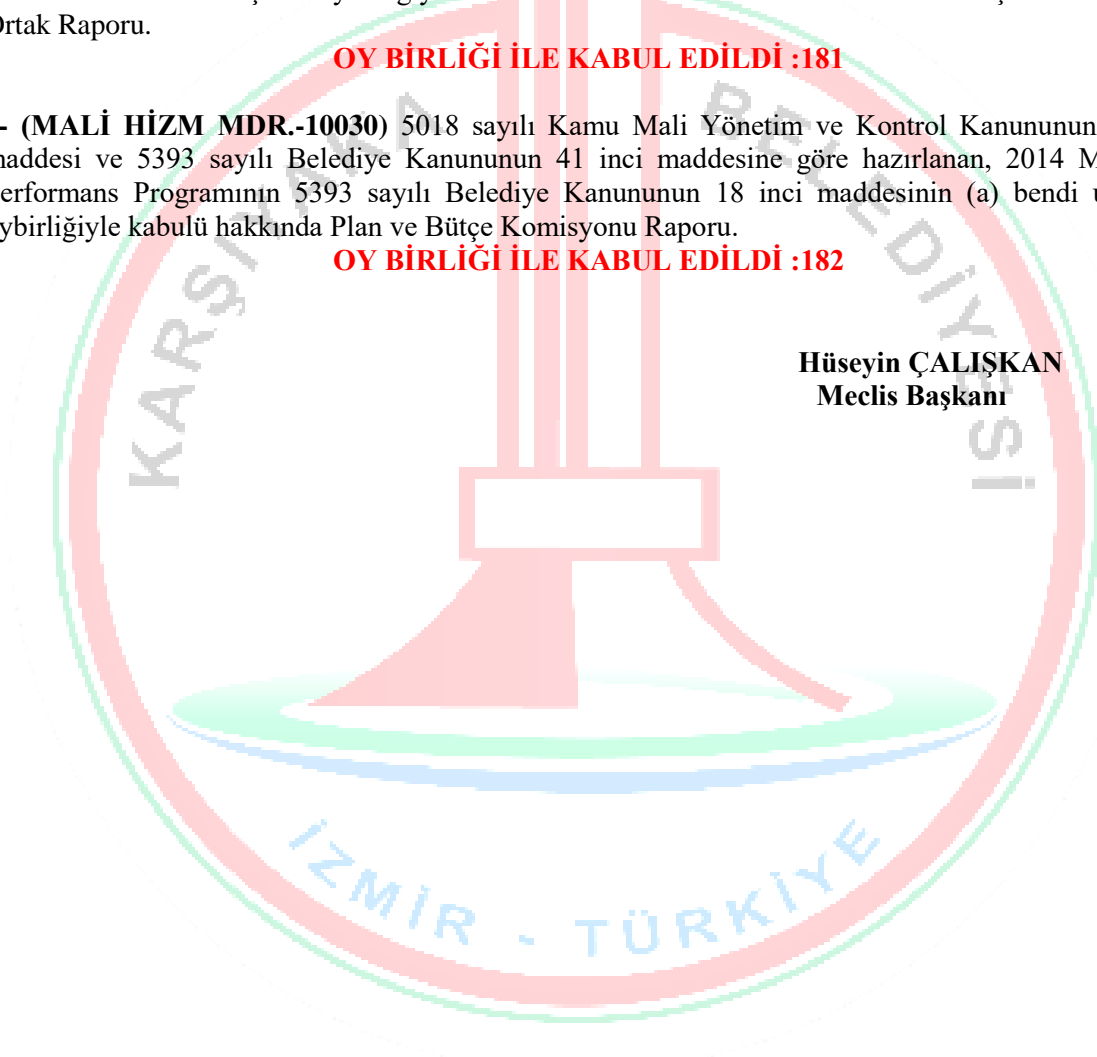 Ortak Raporu.
OY BİRLİĞİ İLE KABUL EDİLDİ :181
- (MALİ HİZM MDR.-10030) 5018 sayılı Kamu Mali Yönetim ve Kontrol Kanununun
maddesi ve 5393 sayılı Belediye Kanununun 41 inci maddesine göre hazırlanan, 2014 M
Performans Programının 5393 sayılı Belediye Kanununun 18 inci maddesinin (a) bendi u
ybirliğiyle kabulü hakkında Plan ve Bütçe Komisyonu Raporu.
OY BİRLİĞİ İLE KABUL EDİLDİ :182
Hüseyin ÇALIŞKAN
Meclis Başkanı
KARŞIYAKA BELEDİYESİ
İZMİR - TÜRKİYE